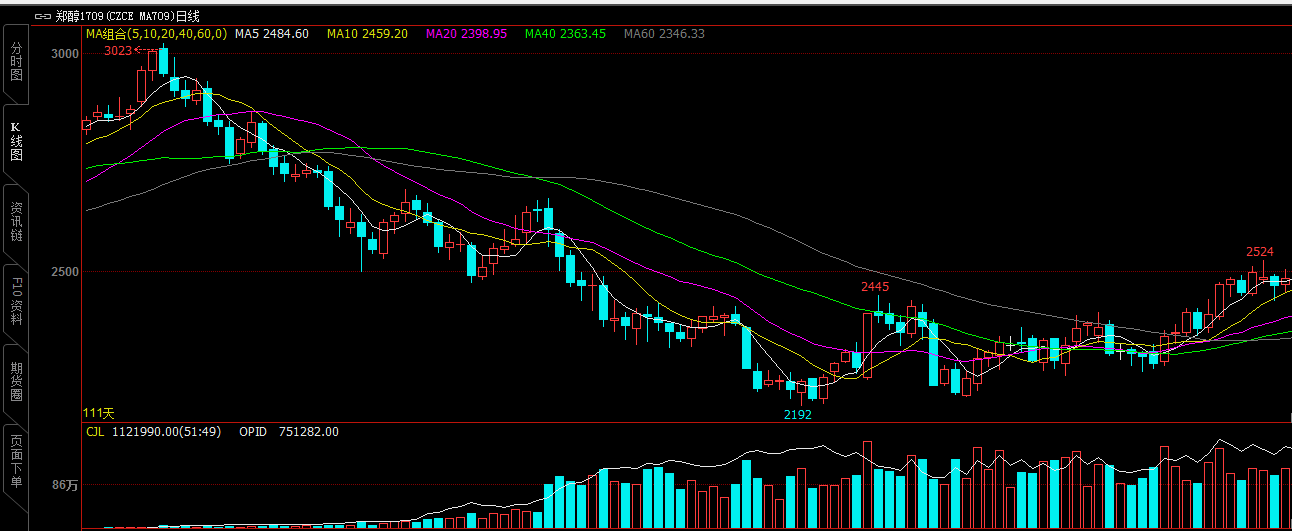 郑醇1709(CZCE MA709)日线
MA组合(5,10,20,40,60,0) MA5 2484.60 MA10 2459.20 MA20 2398.95 MA40 2363.45 MA60 2346.33
分时图
K线图
资讯链
F10资料
期货圈
页面下单
3000
3023
2500
2445
2524
2192
111天
CJL 1121990.00(51:49) OPID 751282.00
86万